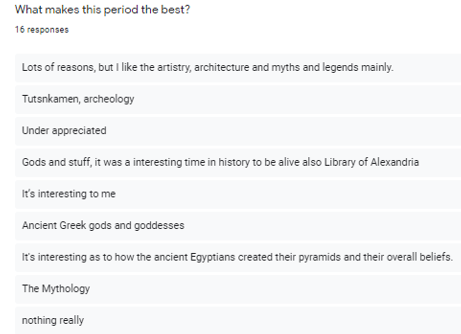 What makes this period the best?
16 responses
Lots of reasons, but I like the artistry, architecture and myths and legends mainly.
Tutsnkamen, archeology
Under appreciated
Gods and stuff, it was a interesting time in history to be alive also Library of Alexandria
It's interesting to me
Ancient Greek gods and goddesses
It's interesting as to how the ancient Egyptians created their pyramids and their overall beliefs.
The Mythology
nothing really